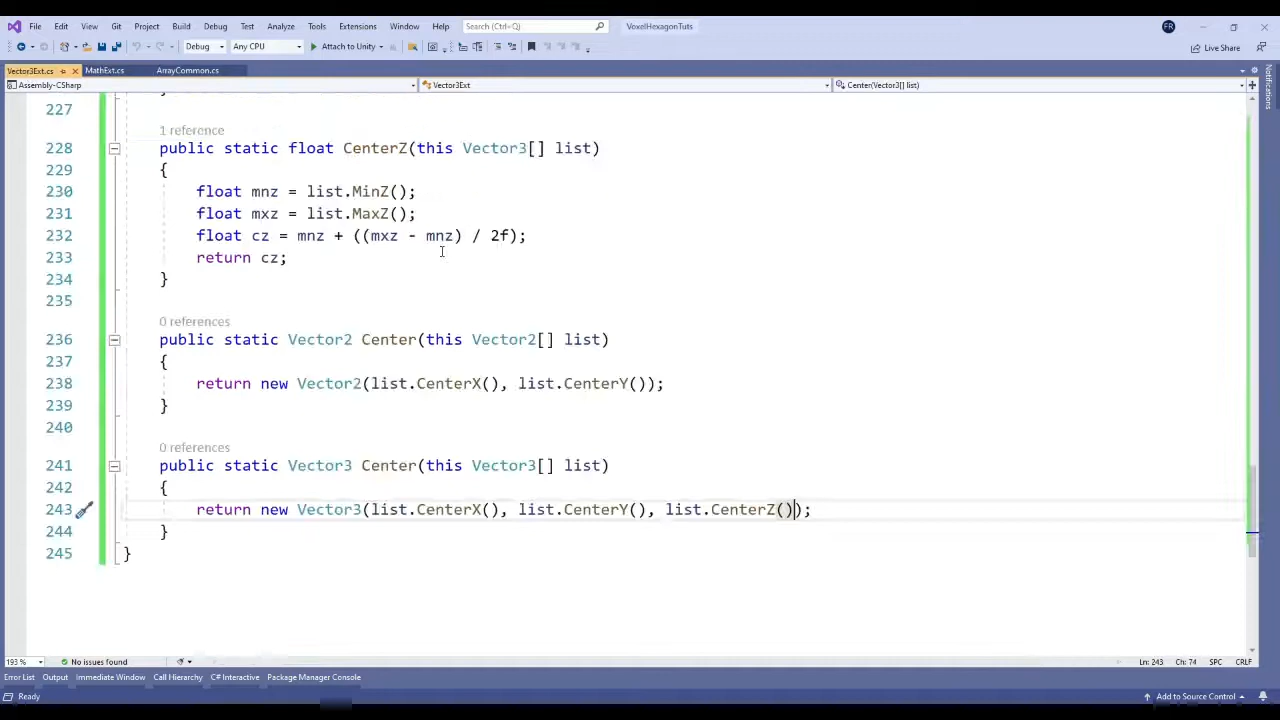 File Edit View Git Project Build Debug Test Analyze Tools Extensions Window Help Search (Ctrl+Q) VoxelHexagonTuts FR
Debug Any CPU Attach to Unity Live Share
Vector3Ext.cs MathExt.cs ArrayCommon.cs
Assembly-CSharp Vector3Ext Center(Vector3[] list)
Notifications
227
1 reference
228 public static float CenterZ(this Vector3[] list)
229 {
230 float mnz = list.MinZ();
231 float mxz = list.MaxZ();
232 float cz = mnz + ((mxz - mnz) / 2f);
233 return cz;
234 }
235
0 references
236 public static Vector2 Center(this Vector2[] list)
237 {
238 return new Vector2(list.CenterX(), list.CenterY());
239 }
240
0 references
241 public static Vector3 Center(this Vector3[] list)
242 {
243 return new Vector3(list.CenterX(), list.CenterY(), list.CenterZ());
244 }
245 }
193 % No issues found Ln: 243 Ch: 74 SPC CRLF
Error List Output Immediate Window Call Hierarchy C# Interactive Package Manager Console
Ready Add to Source Control